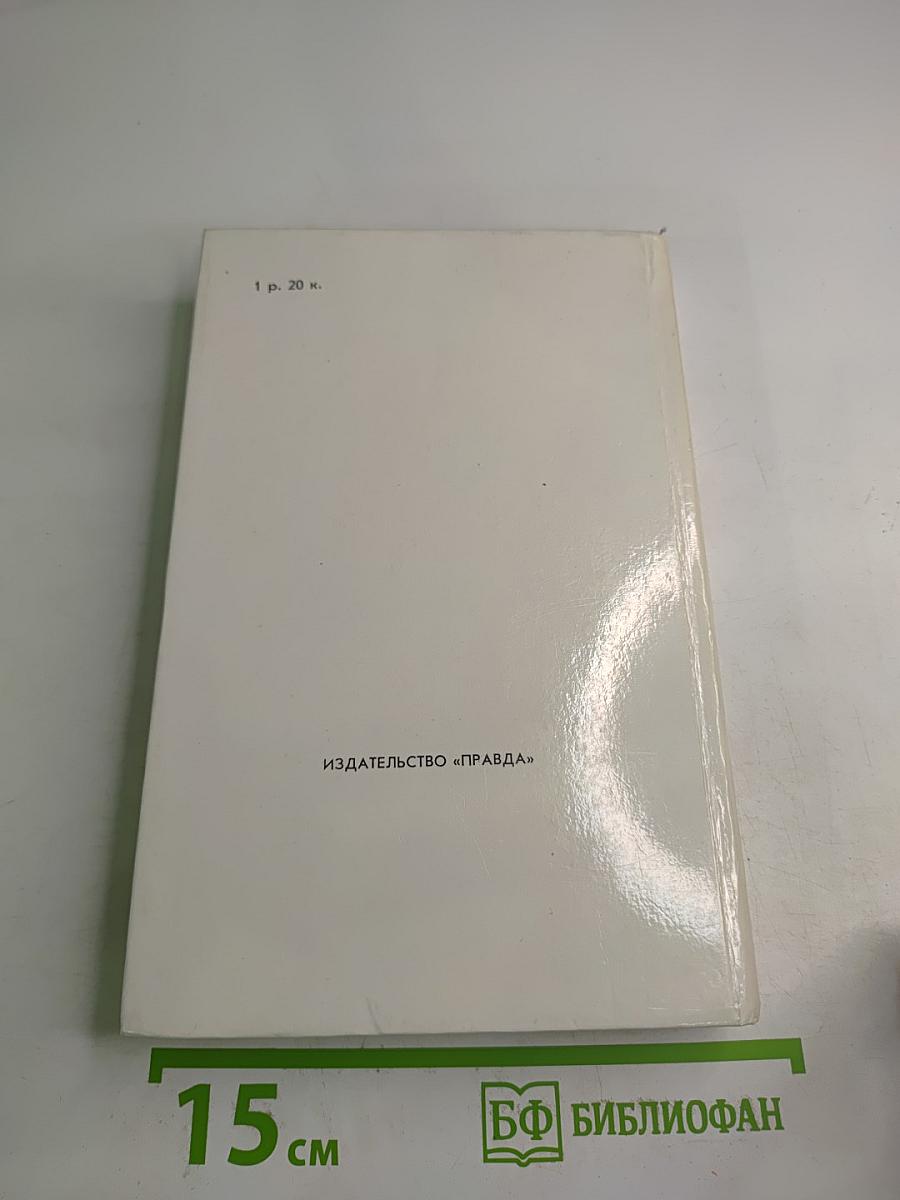 1 р. 20 к.
ИЗДАТЕЛЬСТВО «ПРАВДА»
15 см
БФ БИБЛИОФАН